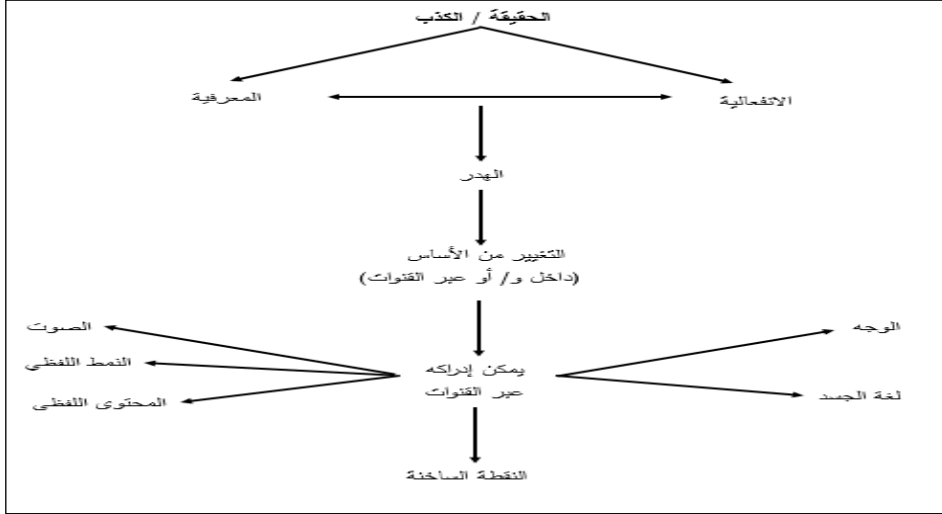 الحقيقة / الكذب
الانفعالية
المعرفية
الهدر
التغيير من الأساس
(داخل و/ أو عبر القنوات)
الوجه
الصوت
يمكن إدراكه
عبر القنوات
النمط اللفظي
لغة الجسد
المحتوى اللفظي
النقطة الساخنة